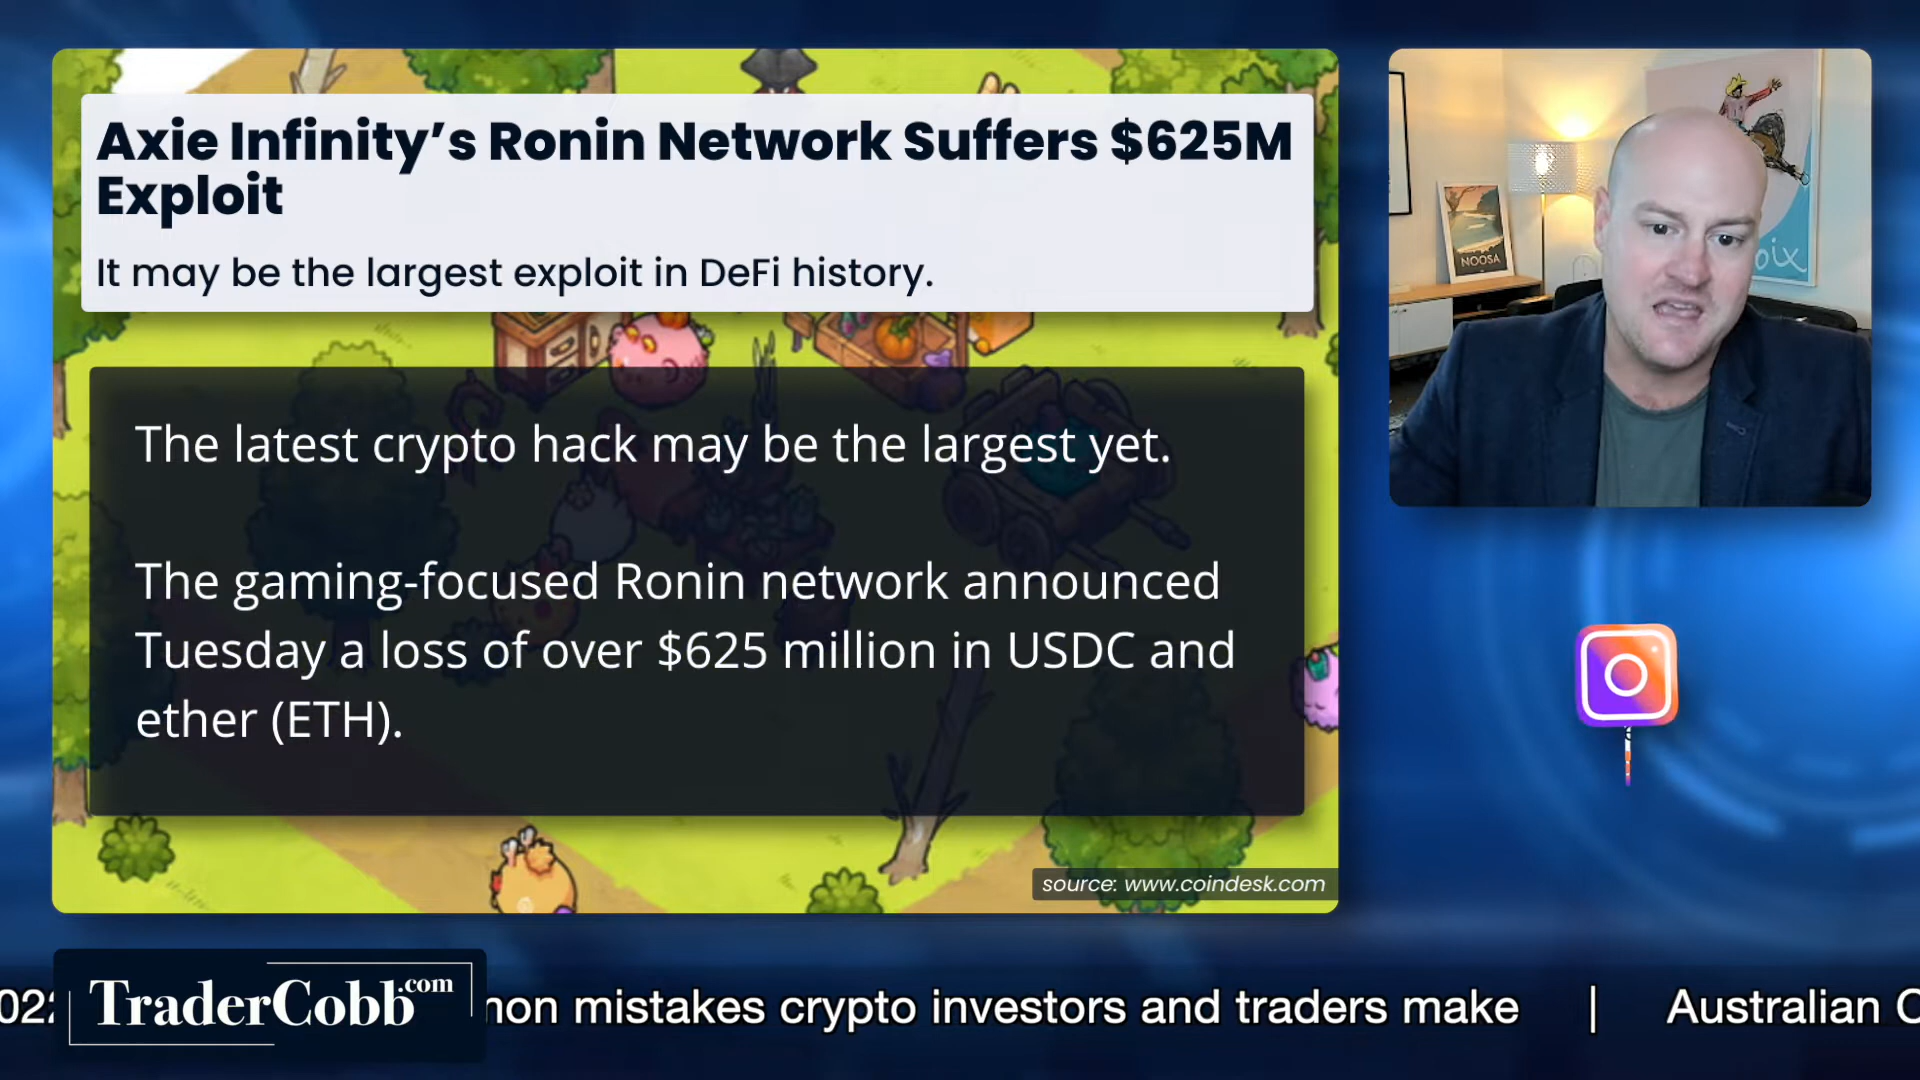 Axie Infinity’s Ronin Network Suffers $625M
Exploit
It may be the largest exploit in DeFi history.
The latest crypto hack may be the largest yet.
The gaming-focused Ronin network announced
Tuesday a loss of over $625 million in USDC and
ether (ETH).
source: www.coindesk.com
NOOSA
oix
TraderCobb.com
mistakes crypto investors and traders make | Australian